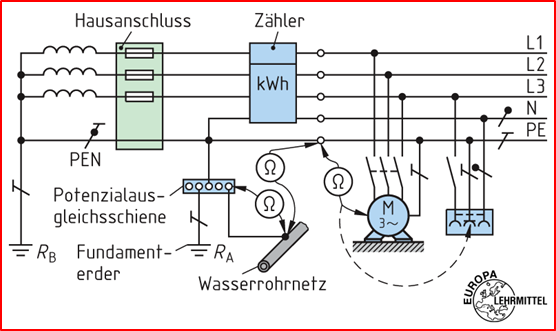 Hausanschluss
Zähler
kWh
L1
L2
L3
N
PE
PEN
Ω
Ω
Ω
Potenzialaus-
gleichsschiene
M
3~
R_B
Fundament-
erder
R_A
Wasserrohrnetz
EUROPA
LEHRMITTEL